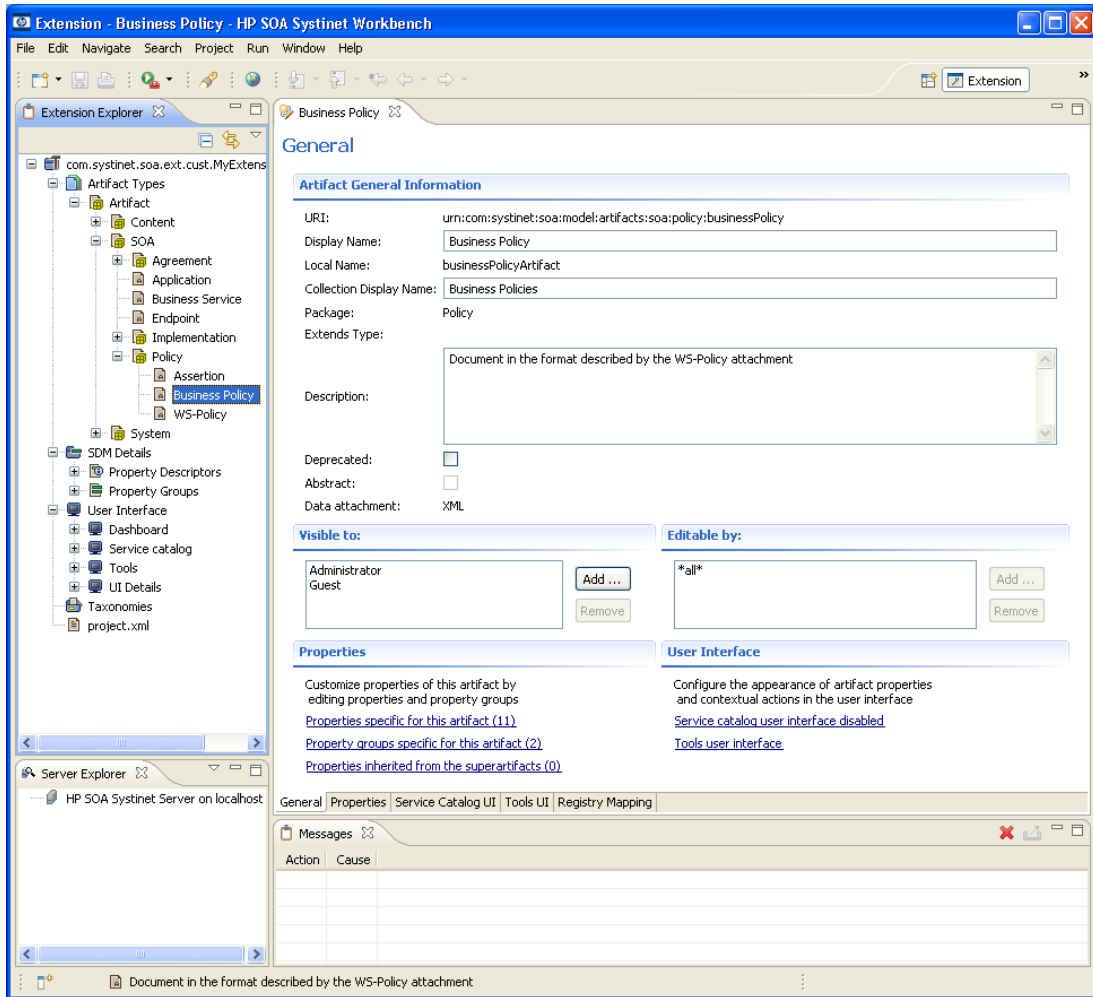 Extension - Business Policy - HP SOA Systinet Workbench
File Edit Navigate Search Project Run Window Help
Extension
»
Extension Explorer
com.systinet.soa.ext.cust.MyExtens
Artifact Types
Artifact
Content
SOA
Agreement
Application
Business Service
Endpoint
Implementation
Policy
Assertion
Business Policy
WS-Policy
System
SDM Details
Property Descriptors
Property Groups
User Interface
Dashboard
Service catalog
Tools
UI Details
Taxonomies
project.xml
Server Explorer
HP SOA Systinet Server on localhost
Business Policy
General
Artifact General Information
URI: urn:com:systinet:soa:model:artifacts:soa:policy:businessPolicy
Display Name: Business Policy
Local Name: businessPolicyArtifact
Collection Display Name: Business Policies
Package: Policy
Extends Type:
Description: Document in the format described by the WS-Policy attachment
Deprecated:
Abstract:
Data attachment: XML
Visible to:
Administrator
Guest
Add ...
Remove
Editable by:
*all*
Add ...
Remove
Properties
Customize properties of this artifact by
editing properties and property groups
Properties specific for this artifact (11)
Property groups specific for this artifact (2)
Properties inherited from the superartifacts (0)
User Interface
Configure the appearance of artifact properties
and contextual actions in the user interface
Service catalog user interface disabled
Tools user interface
General Properties Service Catalog UI Tools UI Registry Mapping
Messages
Action Cause
Document in the format described by the WS-Policy attachment